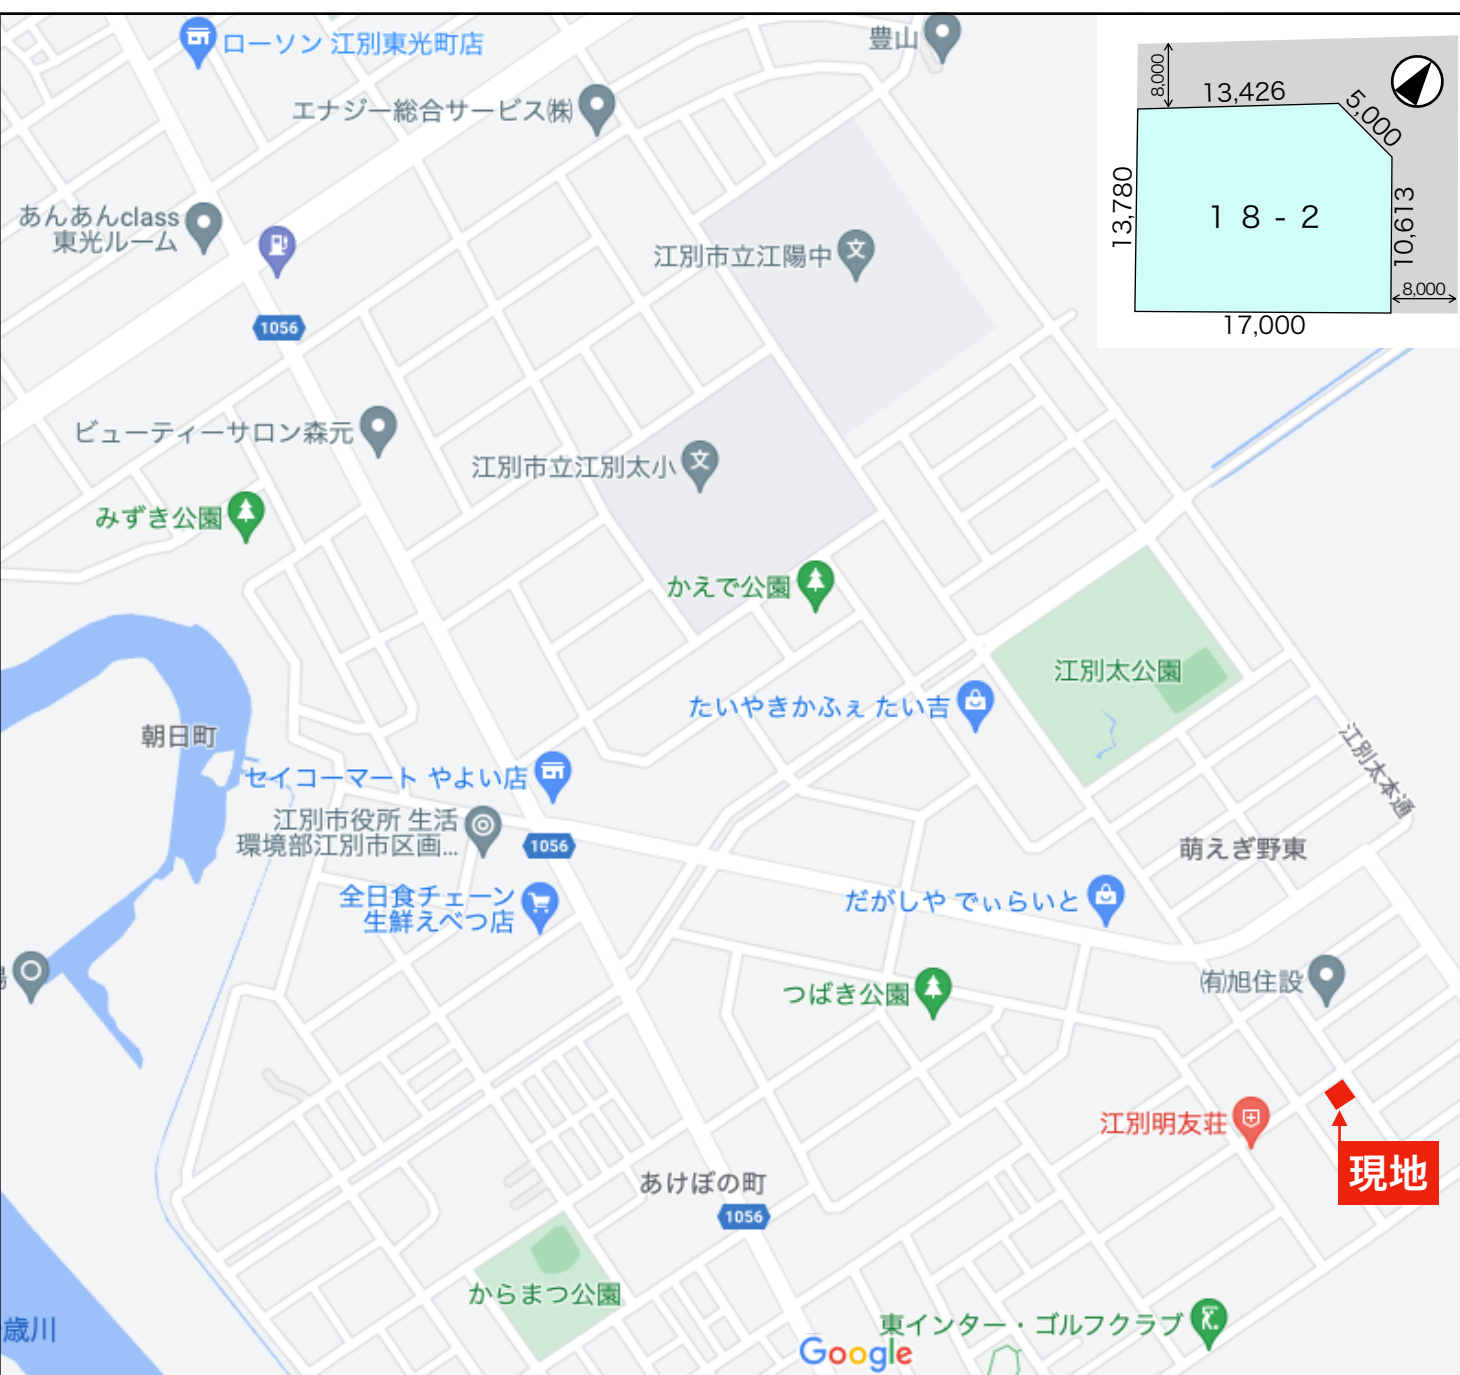 ローソン 江別東光町店
豊山
エナジー総合サービス㈱
あんあんclass
東光ルーム
1056
江別市立江陽中
ビューティーサロン森元
江別市立江別太小
みずき公園
かえで公園
江別太公園
たいやきかふぇ たい吉
朝日町
セイコーマート やよい店
江別市役所 生活
環境部江別市区画...
1056
江別太本通
萌えぎ野東
全日食チェーン
生鮮えべつ店
だがしや でぃらいと
つばき公園
㈲旭住設
江別明友荘
現地
あけぼの町
1056
からまつ公園
歳川
東インター・ゴルフクラブ
Google
8,000
13,426
5,000
13,780
18-2
10,613
8,000
17,000